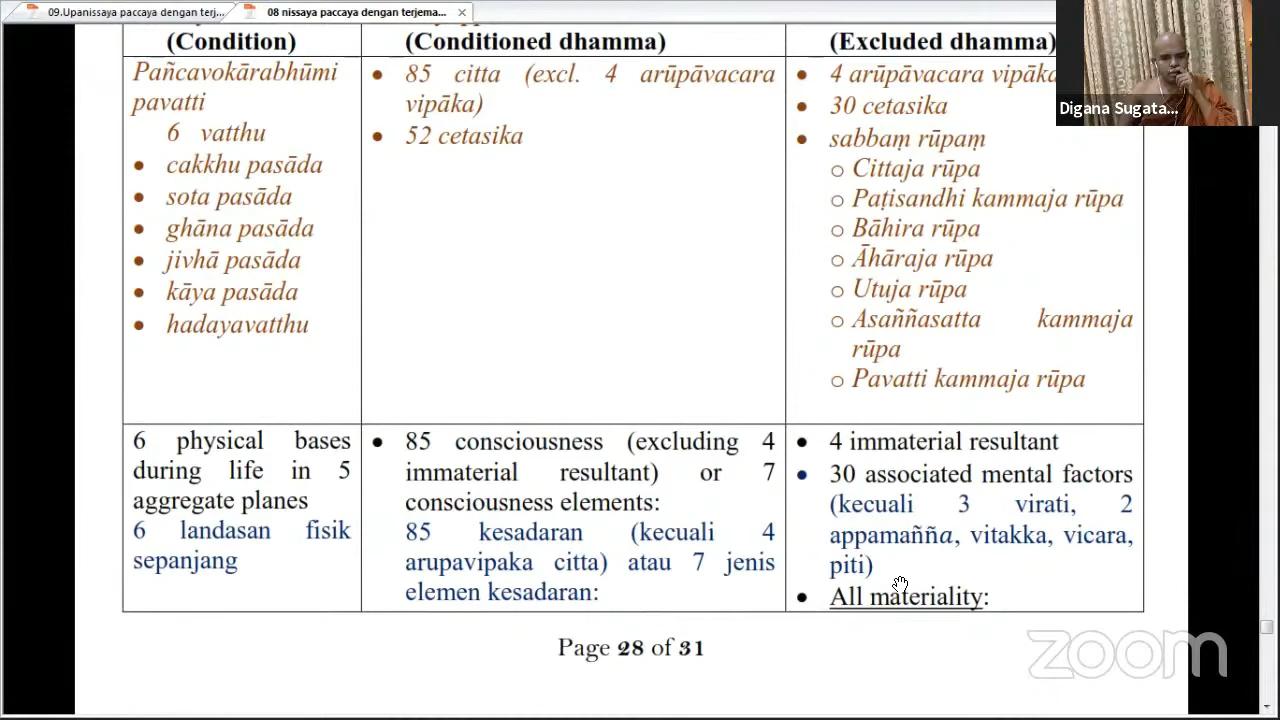 09.Upanissaya paccaya dengan terj...
08 nissaya paccaya dengan terjema...
(Condition)
(Conditioned dhamma)
(Excluded dhamma)
Pañcavokārabhūmi
pavatti
6 vatthu
• cakkhu pasāda
• sota pasāda
• ghāna pasāda
• jivhā pasāda
• kāya pasāda
• hadayavatthu
• 85 citta (excl. 4 arūpāvacara
vipāka)
• 52 cetasika
• 4 arūpāvacara vipāka
• 30 cetasika
• sabbaṃ rūpaṃ
o Cittaja rūpa
o Paṭisandhi kammaja rūpa
o Bāhira rūpa
o Āhāraja rūpa
o Utuja rūpa
o Asaññasatta kammaja
rūpa
o Pavatti kammaja rūpa
6 physical bases
during life in 5
aggregate planes
6 landasan fisik
sepanjang
• 85 consciousness (excluding 4
immaterial resultant) or 7
consciousness elements:
85 kesadaran (kecuali 4
arupavipaka citta) atau 7 jenis
elemen kesadaran:
• 4 immaterial resultant
• 30 associated mental factors
(kecuali 3 virati, 2
appamañña, vitakka, vicara,
piti)
• All materiality:
Page 28 of 31
Digana Sugata...
zoom